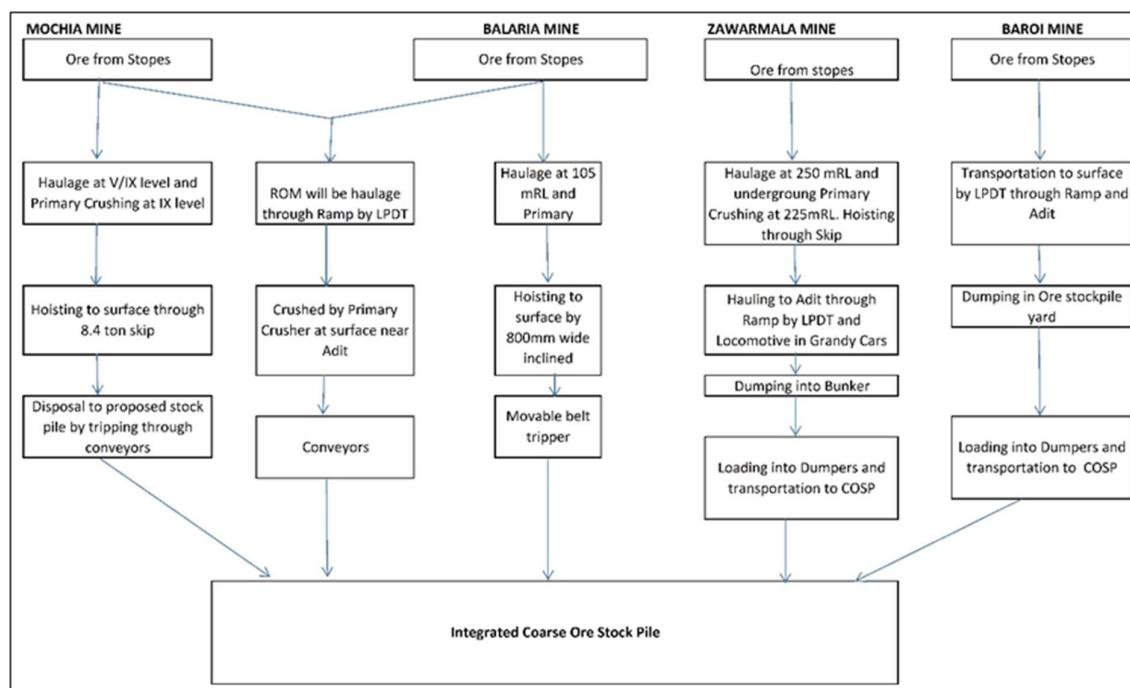 MOCHIA MINE
BALARIA MINE
ZAWARMALA MINE
BAROI MINE
Ore from Stopes
Ore from Stopes
Ore from stopes
Ore from Stopes
Haulage at V/IX level and
Primary Crushing at IX level
ROM will be haulage
through Ramp by LPDT
Haulage at 105
mRL and
Primary
Haulage at 250 mRL and
undergroung Primary
Crushing at 225mRL. Hoisting
through Skip
Transportation to surface
by LPDT through Ramp and
Adit
Hoisting to surface through
8.4 ton skip
Crushed by Primary
Crusher at surface near
Adit
Hoisting to
surface by
800mm wide
inclined
Hauling to Adit through
Ramp by LPDT and
Locomotive in Grandy Cars
Dumping in Ore stockpile
yard
Dumping into Bunker
Disposal to proposed stock
pile by tripping through
conveyors
Conveyors
Movable belt
tripper
Loading into Dumpers and
transportation to COSP
Loading into Dumpers and
transportation to COSP
Integrated Coarse Ore Stock Pile